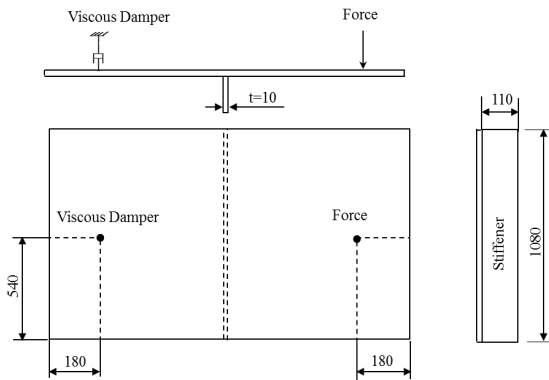 Viscous Damper
Force
t=10
110
Viscous Damper
Force
Stiffener
1080
540
180
180